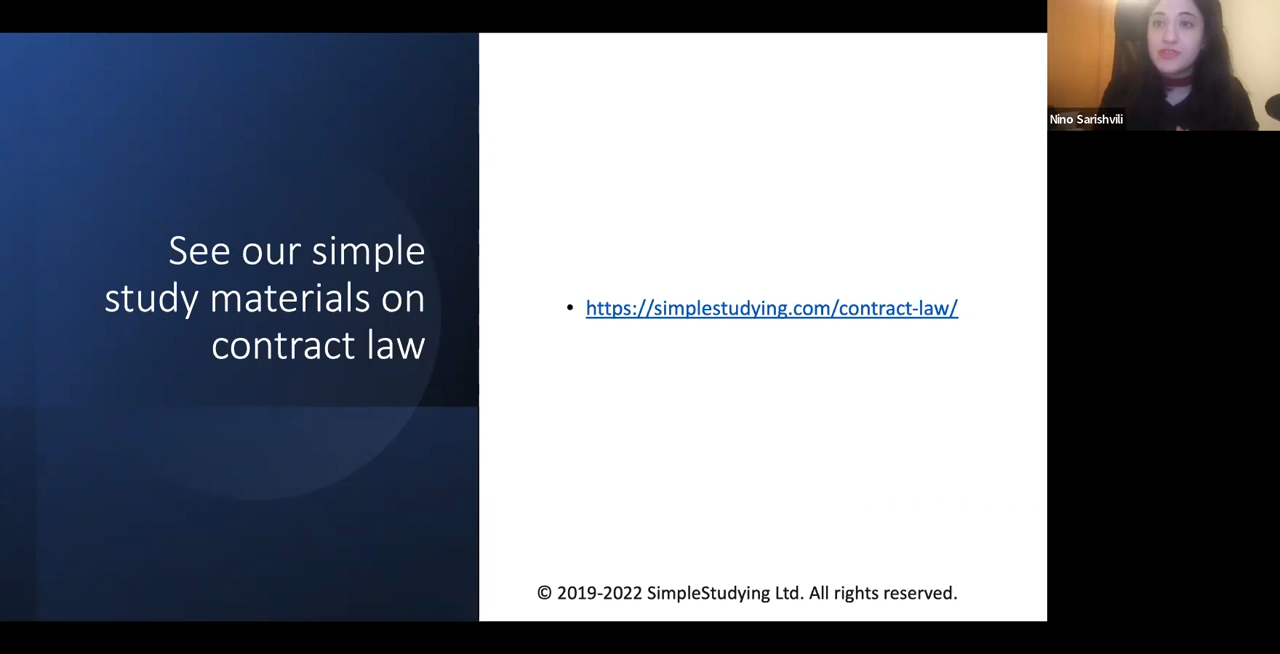 See our simple
study materials on
contract law
• https://simplestudying.com/contract-law/
© 2019-2022 SimpleStudying Ltd. All rights reserved.
Nino Sarishvili